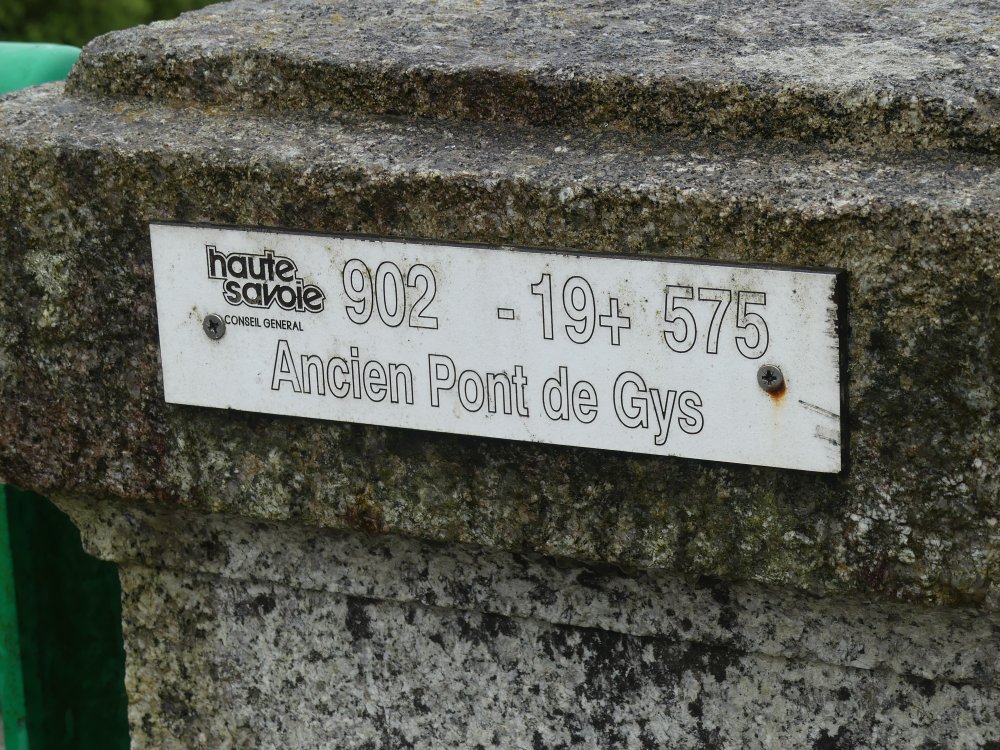 haute
savoie
CONSEIL GENERAL
902 - 19+ 575
Ancien Pont de Gys